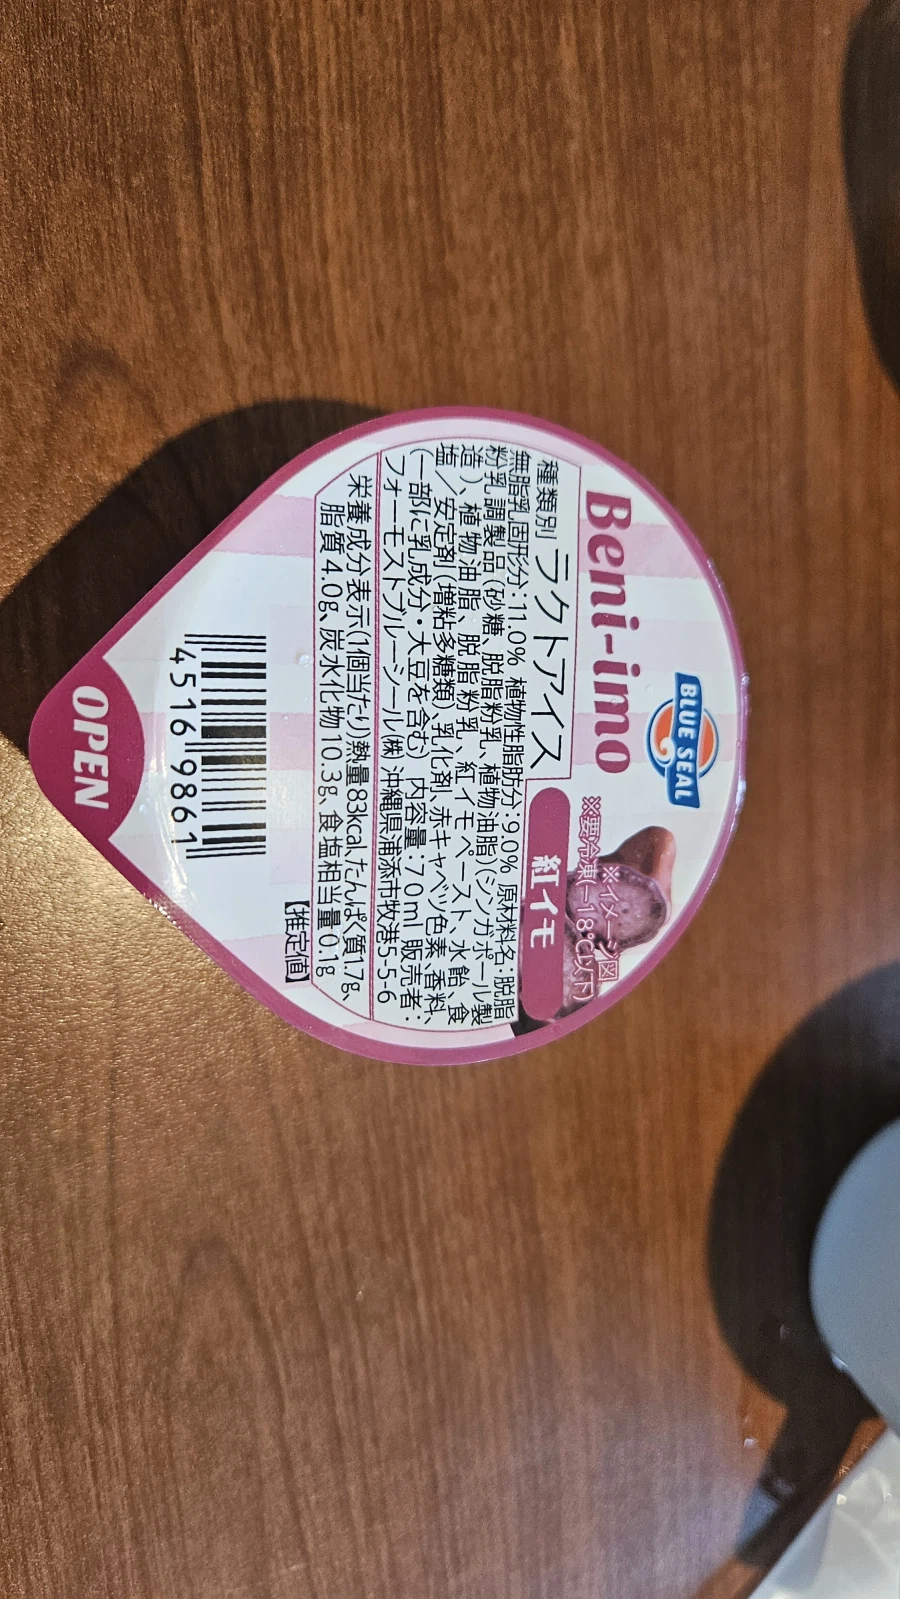 BLUE SEAL
Beni-imo
※イメージ図
※要冷凍(-18℃以下)
紅イモ
種類別 ラクトアイス
無脂乳固形分:11.0% 植物性脂肪分:9.0% 原材料名:脱脂
粉乳調製品(砂糖、脱脂粉乳、植物油脂)(シンガポール製
造)、植物油脂、脱脂粉乳、紅イモペースト、水飴、食
塩/安定剤(増粘多糖類)、乳化剤、赤キャベツ色素、香料、
(一部に乳成分・大豆を含む) 内容量:70ml 販売者:
フォーモストブルーシール(株) 沖縄県浦添市牧港5-5-6
栄養成分表示(1個当たり)熱量83kcal、たんぱく質1.7g、
脂質4.0g、炭水化物10.3g、食塩相当量0.1g
【推定値】
4516 9861
OPEN